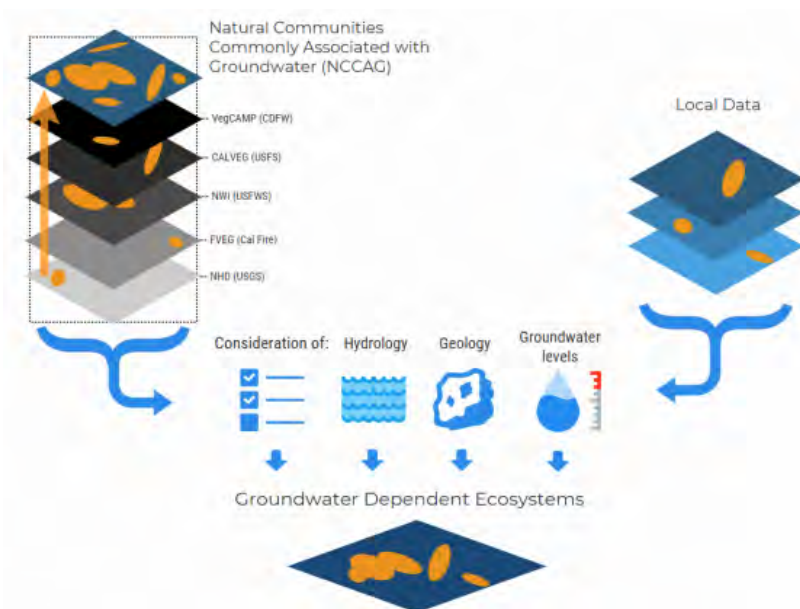 Natural Communities
Commonly Associated with
Groundwater (NCCAG)
VegCAMP (CDFW)
CALVEG (USFS)
NWI (USFWS)
FVEG (Cal Fire)
NHD (USGS)
Local Data
Consideration of:
Hydrology
Geology
Groundwater
levels
Groundwater Dependent Ecosystems